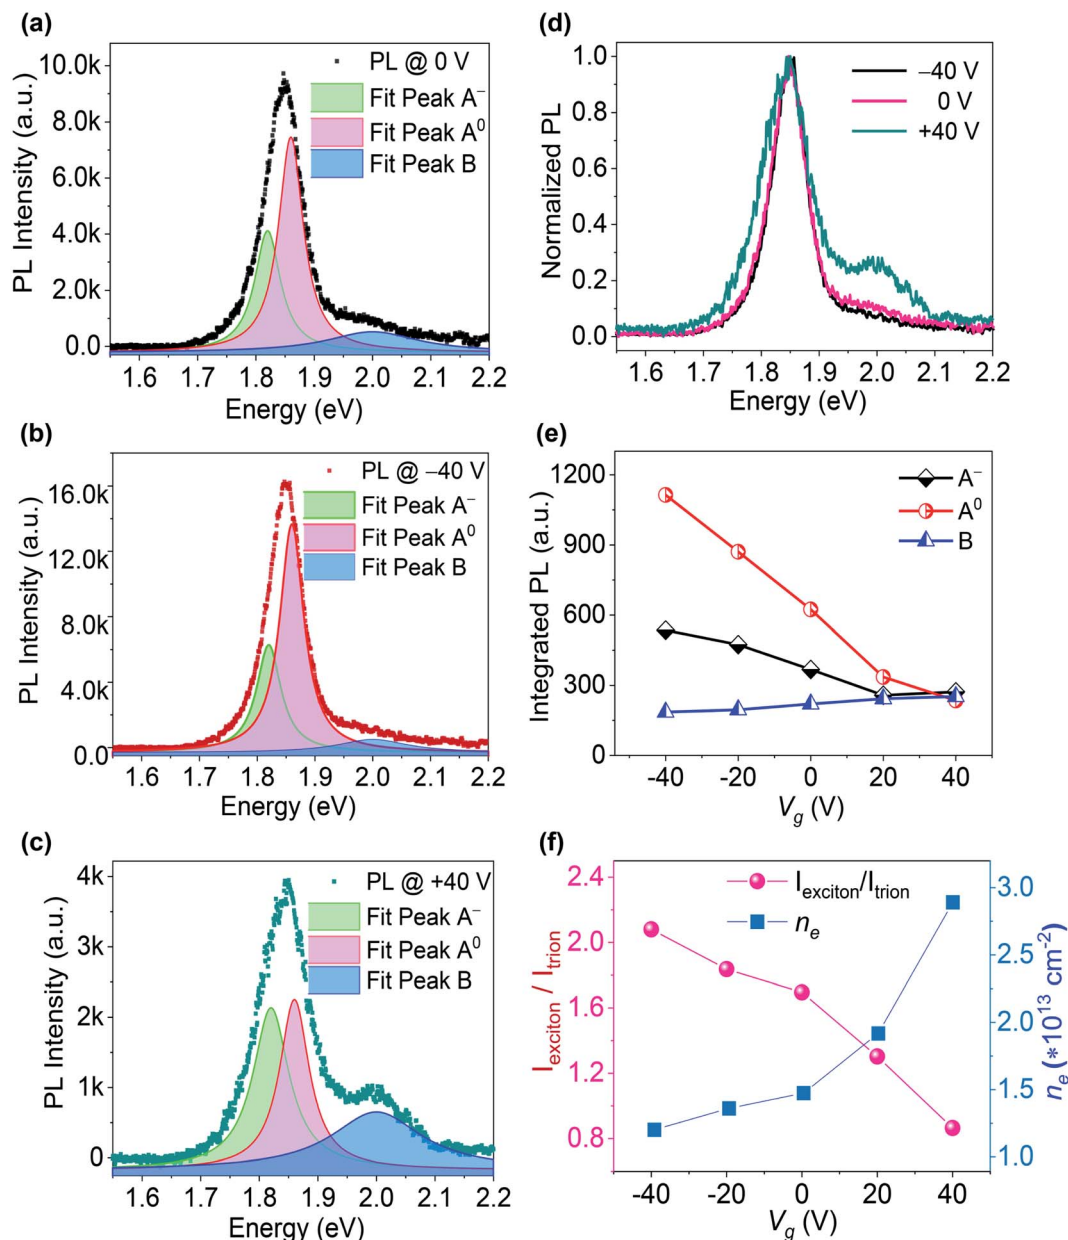 (a)
PL @ 0 V
Fit Peak A⁻
Fit Peak A⁰
Fit Peak B
PL Intensity (a.u.)
10.0k
8.0k
6.0k
4.0k
2.0k
0.0
1.6 1.7 1.8 1.9 2.0 2.1 2.2
Energy (eV)
(b)
PL @ −40 V
Fit Peak A⁻
Fit Peak A⁰
Fit Peak B
PL Intensity (a.u.)
16.0k
12.0k
8.0k
4.0k
0.0
1.6 1.7 1.8 1.9 2.0 2.1 2.2
Energy (eV)
(c)
PL @ +40 V
Fit Peak A⁻
Fit Peak A⁰
Fit Peak B
PL Intensity (a.u.)
4k
3k
2k
1k
0
1.6 1.7 1.8 1.9 2.0 2.1 2.2
Energy (eV)
(d)
−40 V
0 V
+40 V
Normalized PL
1.0
0.8
0.6
0.4
0.2
0.0
1.6 1.7 1.8 1.9 2.0 2.1 2.2
Energy (eV)
(e)
A⁻
A⁰
B
Integrated PL (a.u.)
1200
900
600
300
0
-40 -20 0 20 40
V_g (V)
(f)
I_exciton/I_trion
n_e
I_exciton / I_trion
2.4
2.0
1.6
1.2
0.8
3.0
2.5
2.0
1.5
1.0
n_e (*10¹³ cm⁻²)
-40 -20 0 20 40
V_g (V)